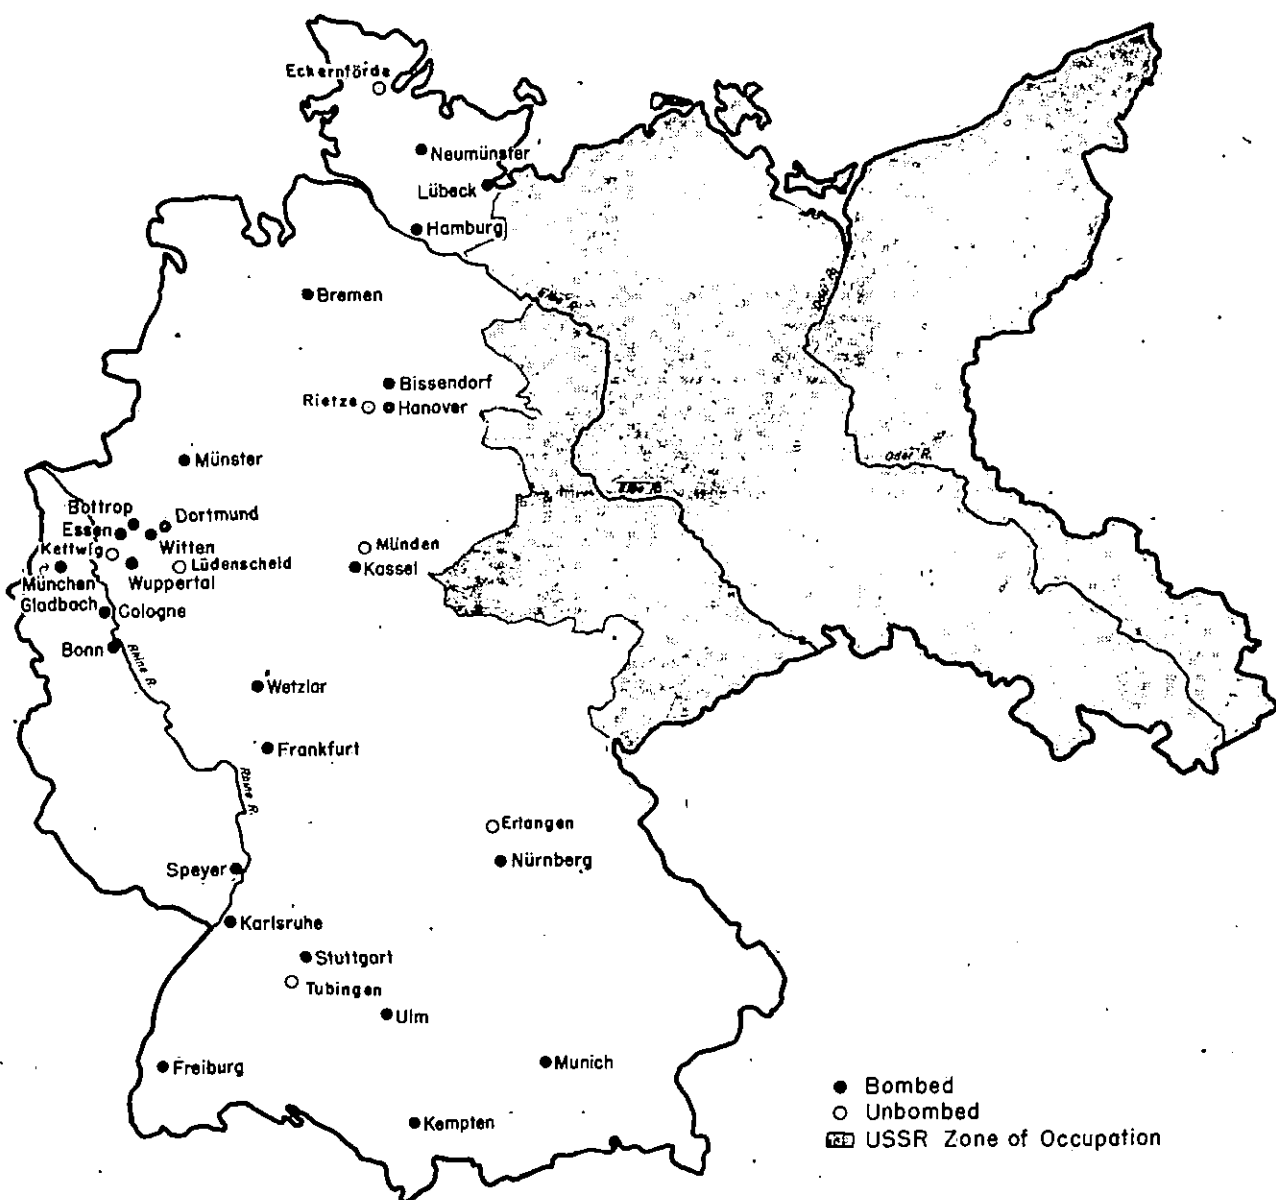 Eckernförde
Neumünster
Lübeck
Hamburg
Bremen
Elbe R.
Oder R.
Bissendorf
Rietze
Hanover
Münster
Oder R.
Elbe R.
Bottrop
Dortmund
Essen
Witten
Kettwig
Münden
Lüdenscheid
Kassel
München
Gladbach
Wuppertal
Cologne
Bonn
Rhine R.
Wetzlar
Frankfurt
Rhine R.
Erlangen
Nürnberg
Speyer
Karlsruhe
Stuttgart
Tubingen
Ulm
Freiburg
Munich
Kempten
Bombed
Unbombed
USSR Zone of Occupation